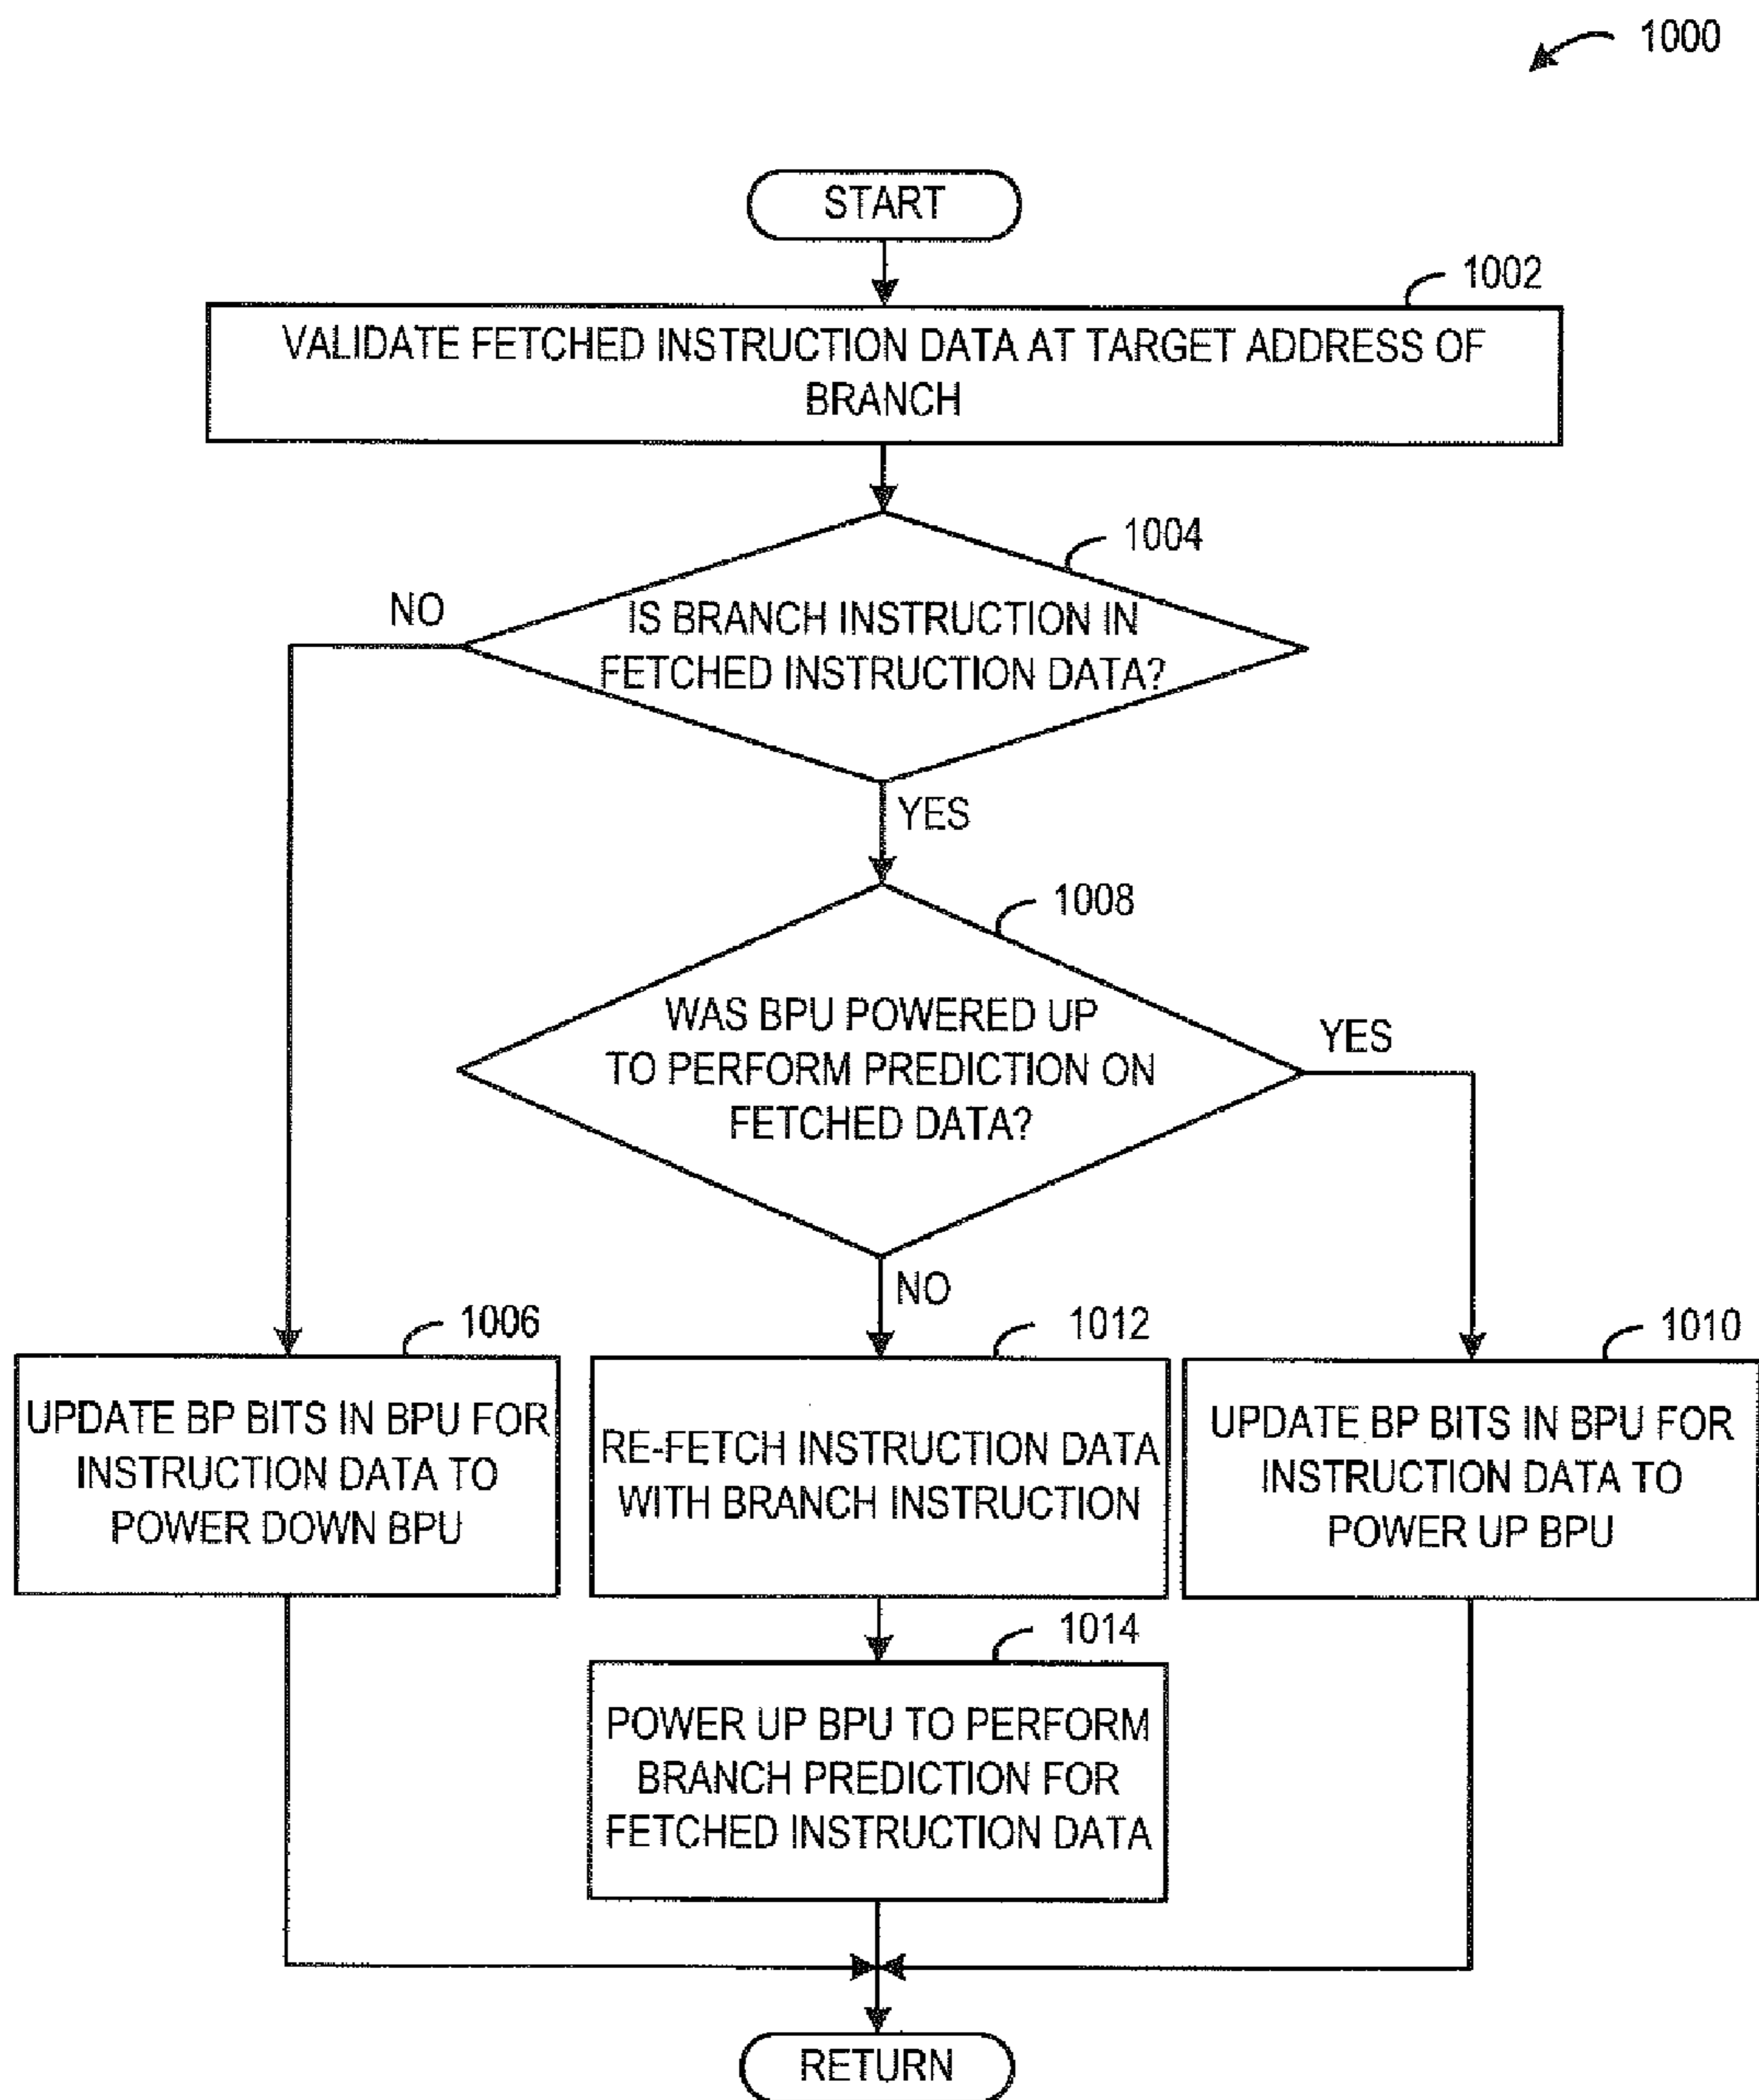 1000
START
1002
VALIDATE FETCHED INSTRUCTION DATA AT TARGET ADDRESS OF
BRANCH
1004
NO
IS BRANCH INSTRUCTION IN
FETCHED INSTRUCTION DATA?
YES
1008
WAS BPU POWERED UP
TO PERFORM PREDICTION ON
FETCHED DATA?
YES
NO
1006
UPDATE BP BITS IN BPU FOR
INSTRUCTION DATA TO
POWER DOWN BPU
1012
RE-FETCH INSTRUCTION DATA
WITH BRANCH INSTRUCTION
1010
UPDATE BP BITS IN BPU FOR
INSTRUCTION DATA TO
POWER UP BPU
1014
POWER UP BPU TO PERFORM
BRANCH PREDICTION FOR
FETCHED INSTRUCTION DATA
RETURN